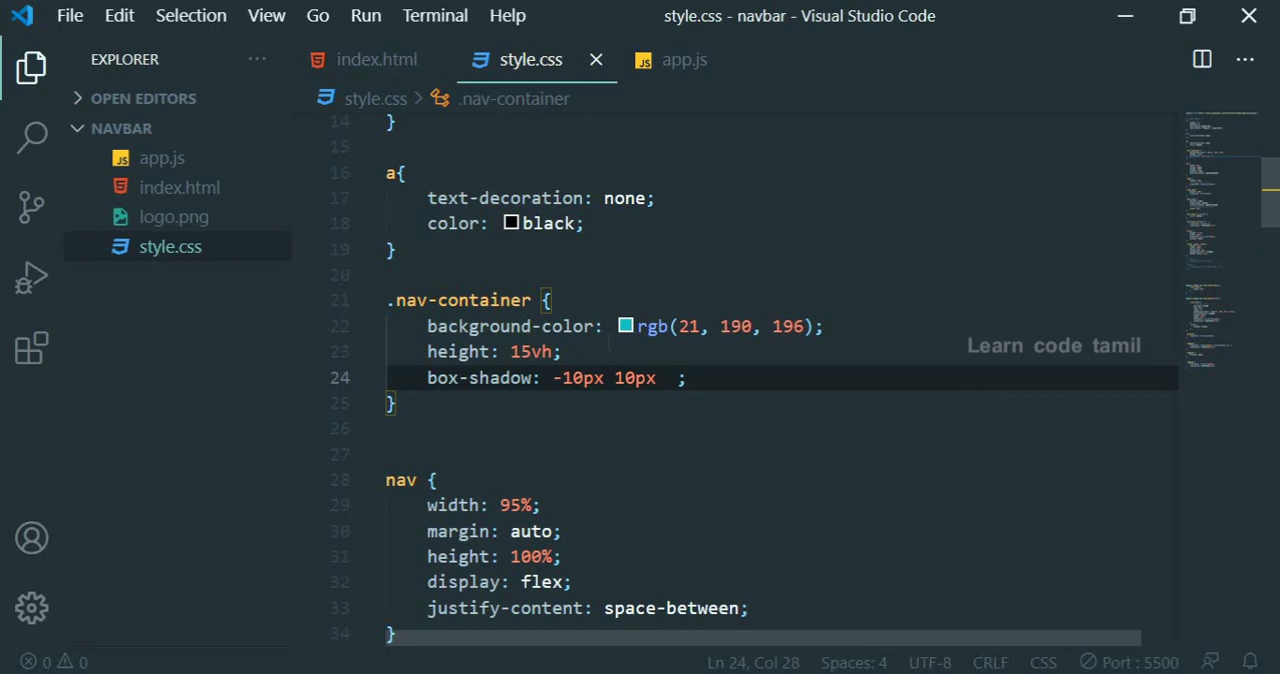 File Edit Selection View Go Run Terminal Help style.css - navbar - Visual Studio Code
EXPLORER ...
OPEN EDITORS
NAVBAR
JS app.js
index.html
logo.png
style.css
index.html style.css JS app.js
style.css > .nav-container
14 }
15
16 a{
17 text-decoration: none;
18 color: black;
19 }
20
21 .nav-container {
22 background-color: rgb(21, 190, 196);
23 height: 15vh;
24 box-shadow: -10px 10px ;
25 }
26
27
28 nav {
29 width: 95%;
30 margin: auto;
31 height: 100%;
32 display: flex;
33 justify-content: space-between;
34 }
Learn code tamil
0 0 Ln 24, Col 28 Spaces: 4 UTF-8 CRLF CSS Port : 5500